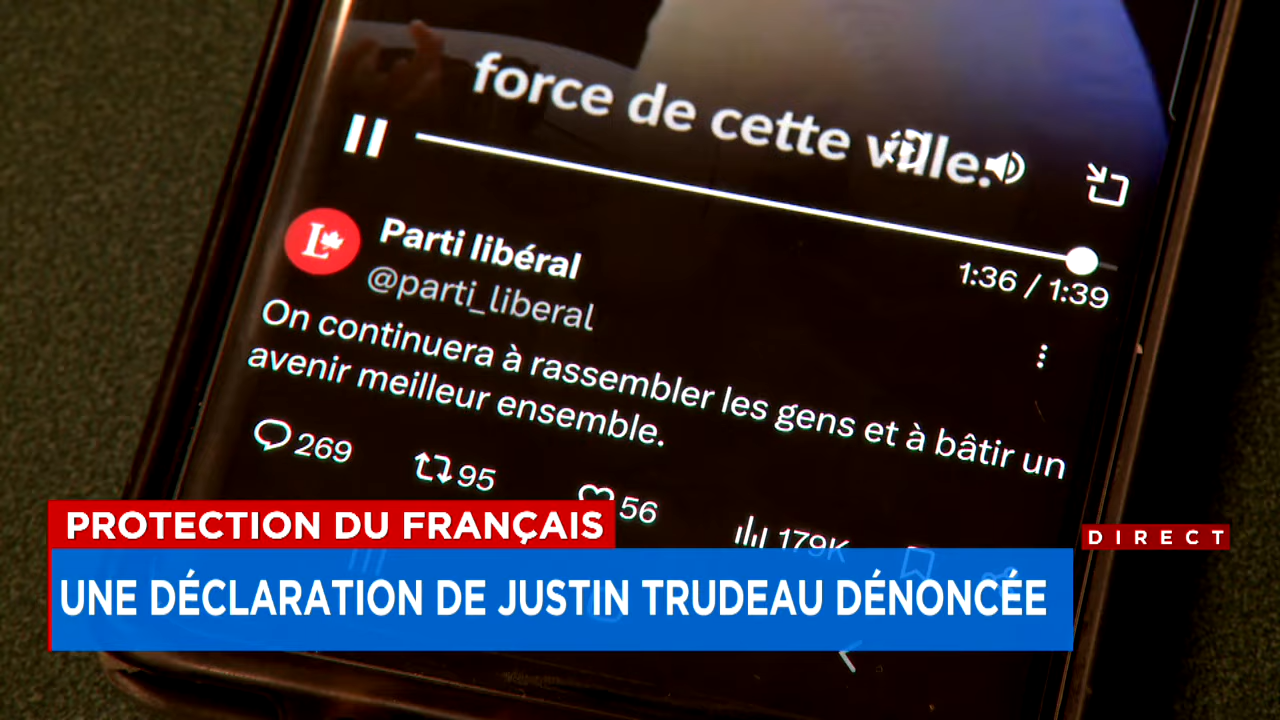 force de cette ville.
1:36 / 1:39
L
Parti libéral
@parti_liberal
On continuera à rassembler les gens et à bâtir un
avenir meilleur ensemble.
269 95 56 179K
PROTECTION DU FRANÇAIS
DIRECT
UNE DÉCLARATION DE JUSTIN TRUDEAU DÉNONCÉE